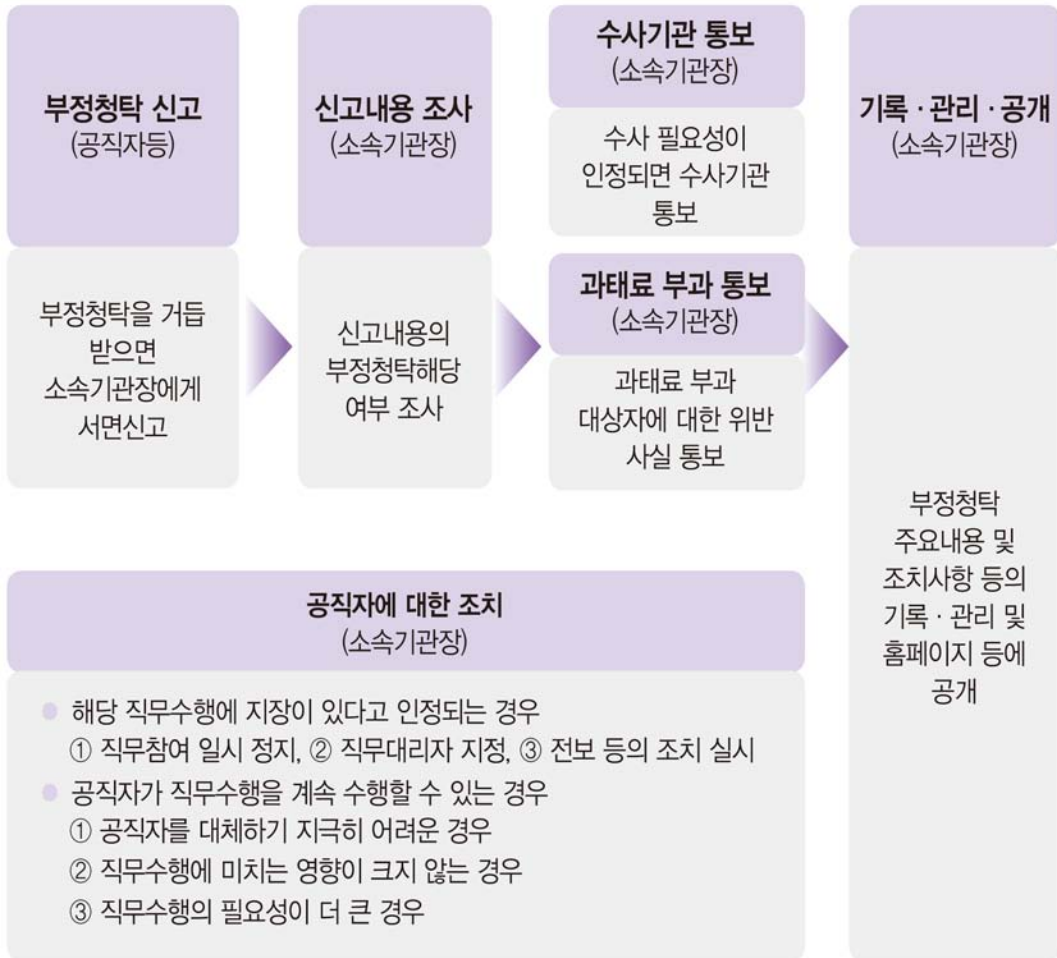 부정청탁 신고
(공직자등)
부정청탁을 거듭
받으면
소속기관장에게
서면신고
신고내용 조사
(소속기관장)
신고내용의
부정청탁해당
여부 조사
수사기관 통보
(소속기관장)
수사 필요성이
인정되면 수사기관
통보
과태료 부과 통보
(소속기관장)
과태료 부과
대상자에 대한 위반
사실 통보
기록 · 관리 · 공개
(소속기관장)
부정청탁
주요내용 및
조치사항 등의
기록 · 관리 및
홈페이지 등에
공개
공직자에 대한 조치
(소속기관장)
● 해당 직무수행에 지장이 있다고 인정되는 경우
① 직무참여 일시 정지, ② 직무대리자 지정, ③ 전보 등의 조치 실시
● 공직자가 직무수행을 계속 수행할 수 있는 경우
① 공직자를 대체하기 지극히 어려운 경우
② 직무수행에 미치는 영향이 크지 않는 경우
③ 직무수행의 필요성이 더 큰 경우